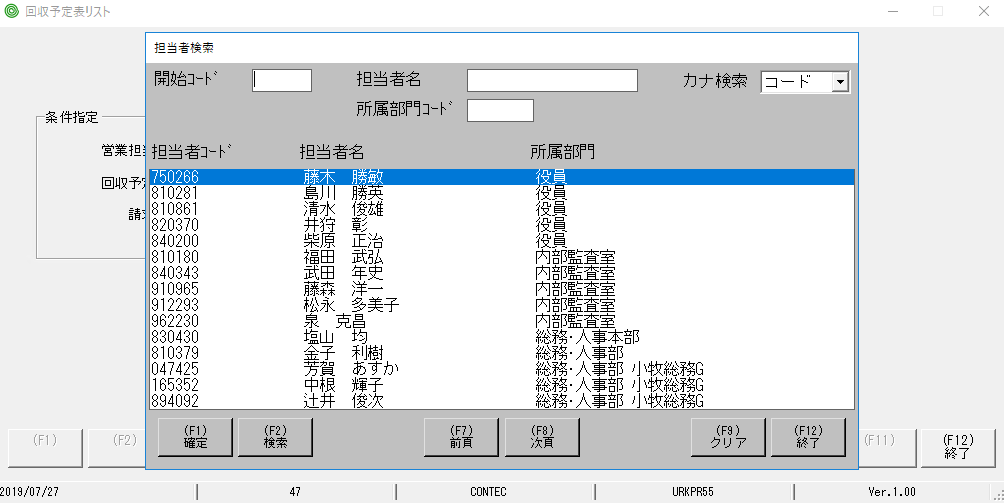 回収予定表リスト
担当者検索
開始ｺｰﾄﾞ 担当者名 カナ検索 コード
所属部門ｺｰﾄﾞ
条件指定
営業担当
回収予定
請求
担当者ｺｰﾄﾞ 担当者名 所属部門
750266 藤木　勝敏 役員
810281 島川　勝英 役員
810861 清水　俊雄 役員
820370 井狩　彰 役員
840200 柴原　正治 役員
810180 福田　武弘 内部監査室
840343 武田　年史 内部監査室
910965 藤森　洋一 内部監査室
912293 松永　多美子 内部監査室
962230 泉　克昌 内部監査室
830430 塩山　均 総務･人事本部
810379 金子　利樹 総務･人事部
047425 芳賀　あすか 総務･人事部 小牧総務G
165352 中根　輝子 総務･人事部 小牧総務G
894092 辻井　俊次 総務･人事部 小牧総務G
(F1) (F2) (F1) 確定 (F2) 検索 (F7) 前頁 (F8) 次頁 (F9) クリア (F12) 終了 (F11) (F12) 終了
2019/07/27 47 CONTEC URKPR55 Ver.1.00